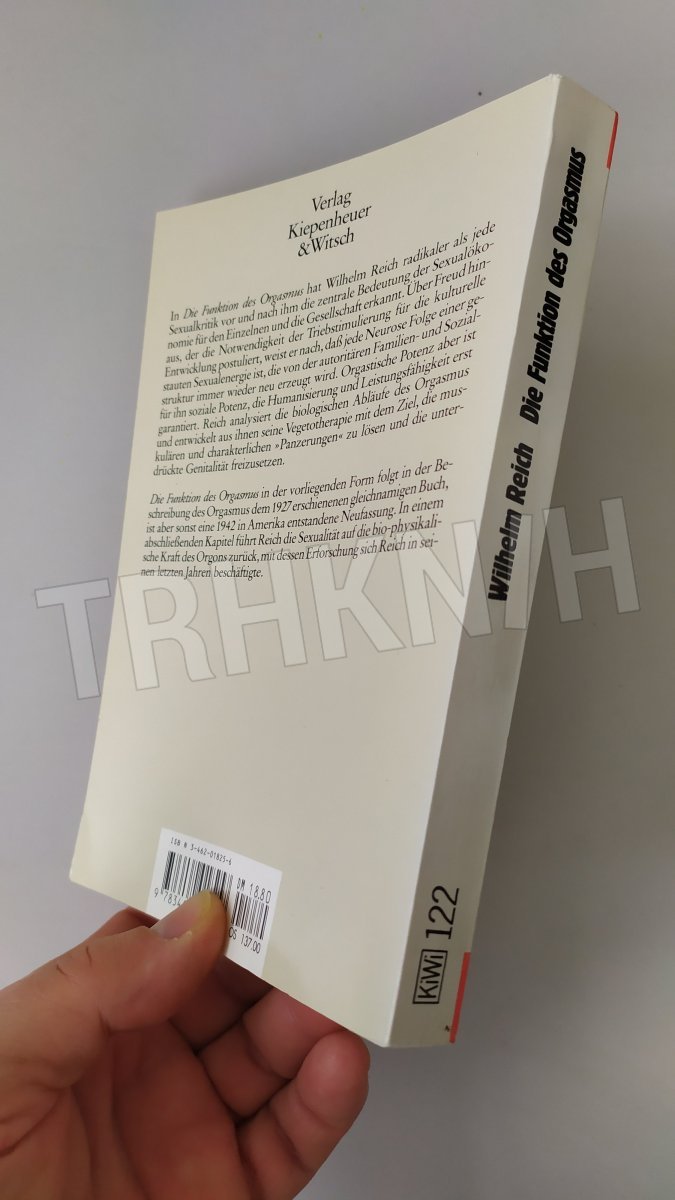 Verlag
Kiepenheuer
&Witsch
In Die Funktion des Orgasmus hat Wilhelm Reich radikaler als jede
Sexualkritik vor und nach ihm die zentrale Bedeutung der Sexualöko-
nomie für den Einzelnen und die Gesellschaft erkannt. Über Freud hin-
aus, der die Notwendigkeit der Triebstimulierung für die kulturelle
Entwicklung postuliert, weist er nach, daß jede Neurose Folge einer ge-
stauten Sexualenergie ist, die von der autoritären Familien- und Sozial-
struktur immer wieder neu erzeugt wird. Orgastische Potenz aber ist
für ihn soziale Potenz, die Humanisierung und Leistungsfähigkeit erst
garantiert. Reich analysiert die biologischen Abläufe des Orgasmus
und entwickelt aus ihnen seine Vegetotherapie mit dem Ziel, die mus-
kulären und charakterlichen »Panzerungen« zu lösen und die unter-
drückte Genitalität freizusetzen.
Die Funktion des Orgasmus in der vorliegenden Form folgt in der Be-
schreibung des Orgasmus dem 1927 erschienenen gleichnamigen Buch,
ist aber sonst eine 1942 in Amerika entstandene Neufassung. In einem
abschließenden Kapitel führt Reich die Sexualität auf die bio-physikali-
sche Kraft des Orgons zurück, mit dessen Erforschung sich Reich in sei-
nen letzten Jahren beschäftigte.
ISBN 3-462-01825-6
DM 18.80
ÖS 137.00
Wilhelm Reich Die Funktion des Orgasmus
KiWi 122